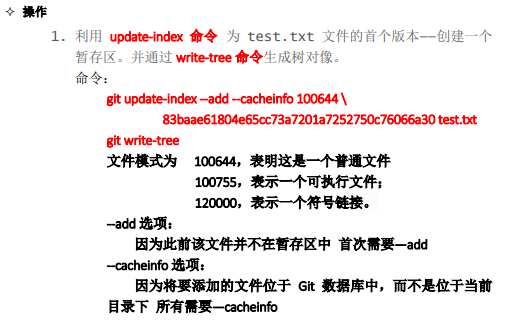 ✧ 操作
1. 利用 update-index 命令 为 test.txt 文件的首个版本——创建一个
暂存区。并通过 write-tree 命令生成树对像。
命令：
git update-index --add --cacheinfo 100644 \
83baae61804e65cc73a7201a7252750c76066a30 test.txt
git write-tree
文件模式为 100644，表明这是一个普通文件
100755，表示一个可执行文件；
120000，表示一个符号链接。
--add 选项：
因为此前该文件并不在暂存区中 首次需要—add
--cacheinfo 选项：
因为将要添加的文件位于 Git 数据库中，而不是位于当前
目录下 所有需要—cacheinfo